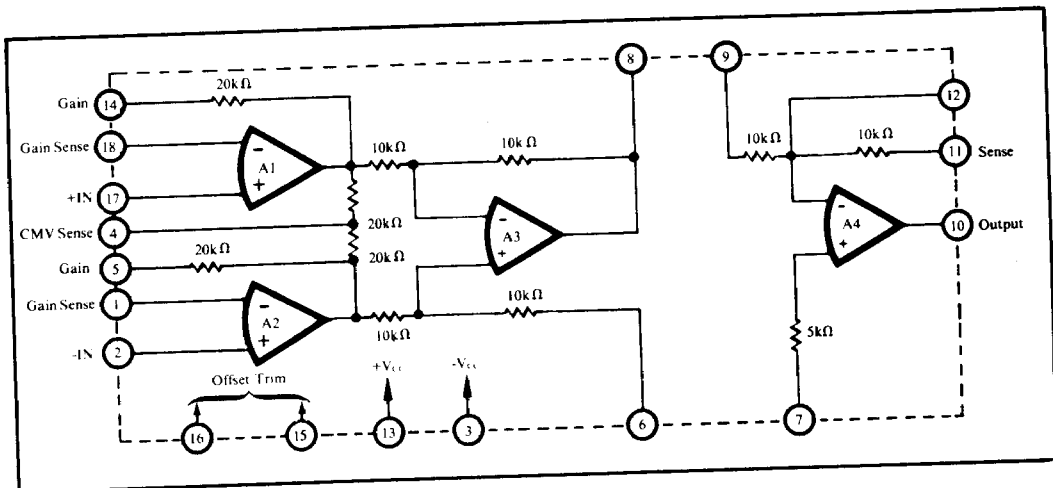 8
9
20kΩ
Gain
14
12
Gain Sense
18
10kΩ
10kΩ
10kΩ
10kΩ
−
A1
+
11
Sense
+IN
17
−
A3
+
−
A4
+
CMV Sense
4
20kΩ
10
Output
20kΩ
20kΩ
Gain
5
Gain Sense
1
−
A2
+
10kΩ
10kΩ
5kΩ
-IN
2
Offset Trim
+Vcc
-Vcc
16
15
13
3
6
7